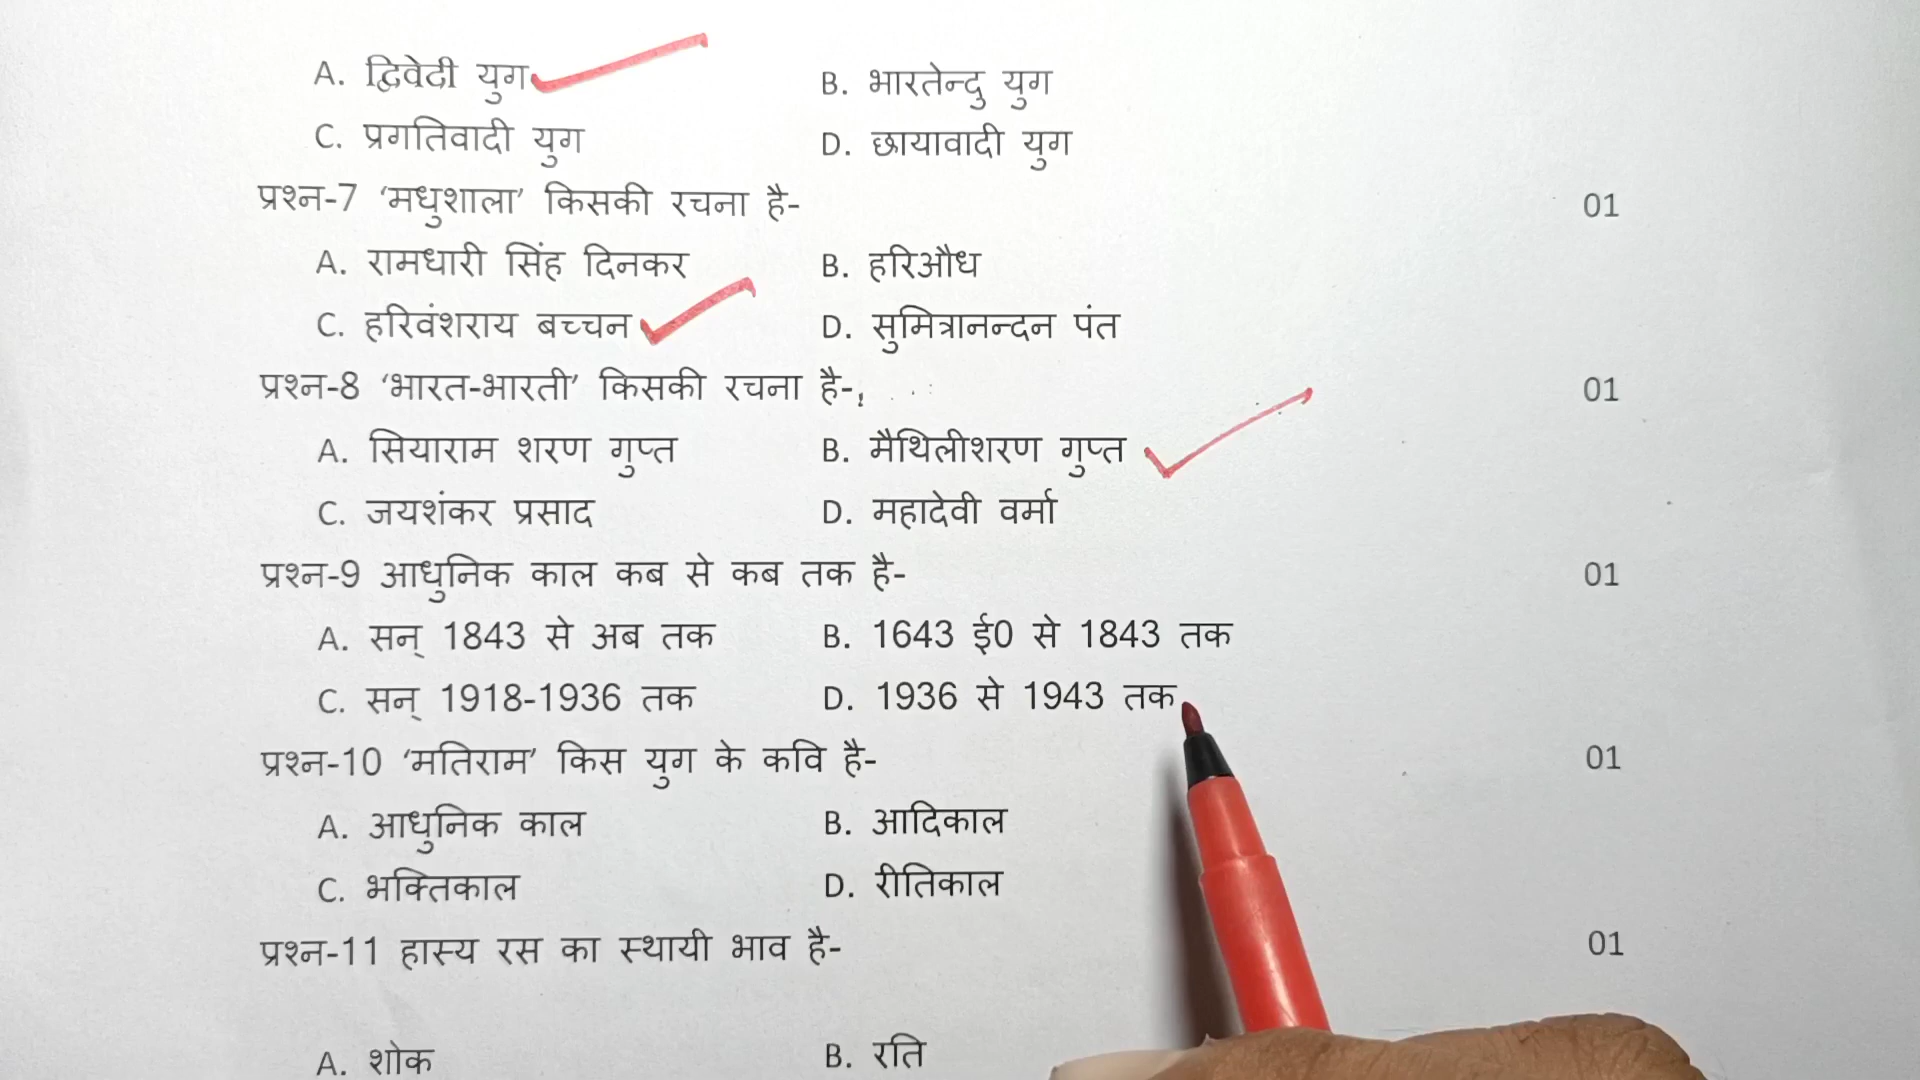 A. द्विवेदी युग B. भारतेन्दु युग
C. प्रगतिवादी युग D. छायावादी युग
प्रश्न-7 ‘मधुशाला’ किसकी रचना है- 01
A. रामधारी सिंह दिनकर B. हरिऔध
C. हरिवंशराय बच्चन D. सुमित्रानन्दन पंत
प्रश्न-8 ‘भारत-भारती’ किसकी रचना है- 01
A. सियाराम शरण गुप्त B. मैथिलीशरण गुप्त
C. जयशंकर प्रसाद D. महादेवी वर्मा
प्रश्न-9 आधुनिक काल कब से कब तक है- 01
A. सन् 1843 से अब तक B. 1643 ई0 से 1843 तक
C. सन् 1918-1936 तक D. 1936 से 1943 तक
प्रश्न-10 ‘मतिराम’ किस युग के कवि है- 01
A. आधुनिक काल B. आदिकाल
C. भक्तिकाल D. रीतिकाल
प्रश्न-11 हास्य रस का स्थायी भाव है- 01
A. शोक B. रति